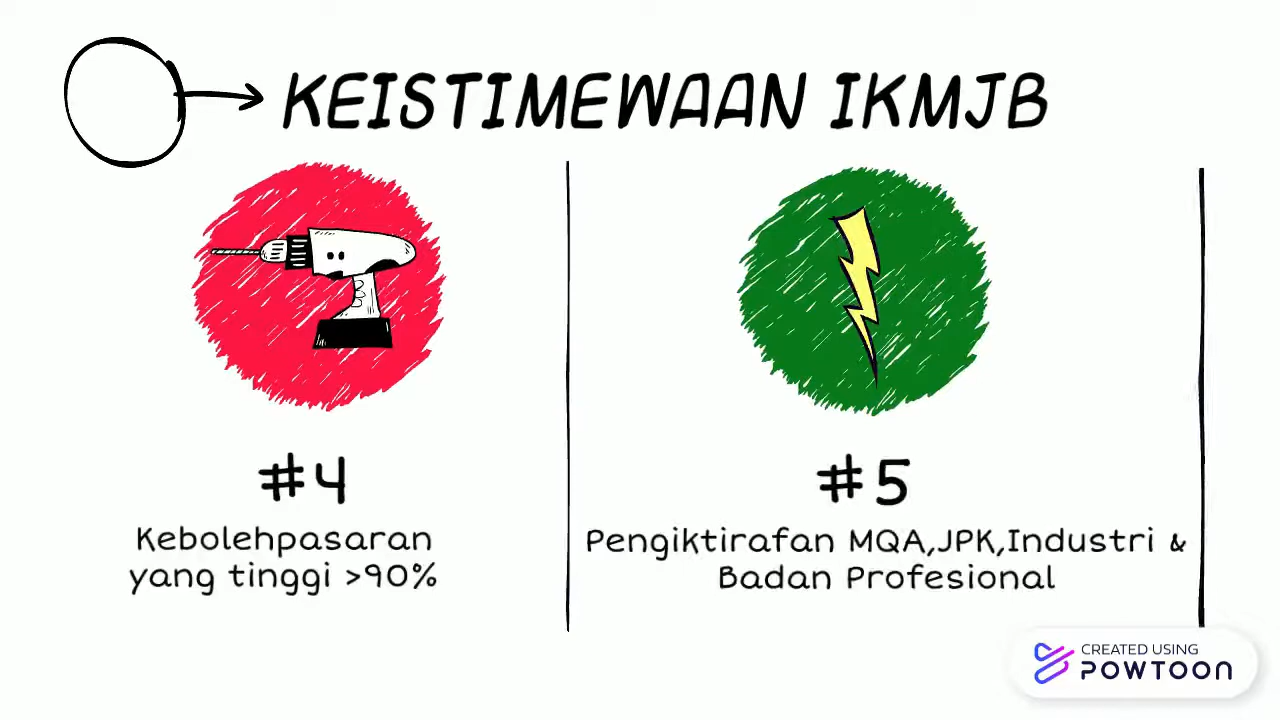 KEISTIMEWAAN IKMJB
#4
Kebolehpasaran
yang tinggi >90%
#5
Pengiktirafan MQA,JPK,Industri &
Badan Profesional
CREATED USING
POWTOON